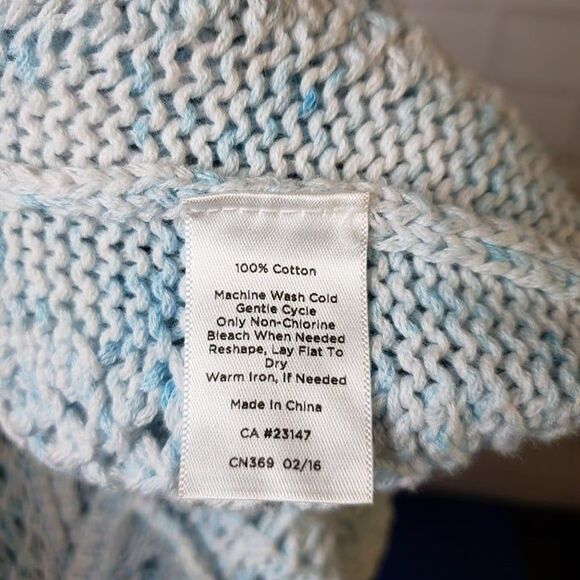 100% Cotton
Machine Wash Cold
Gentle Cycle
Only Non-Chlorine
Bleach When Needed
Reshape, Lay Flat To
Dry
Warm Iron, If Needed
Made In China
CA #23147
CN369 02/16